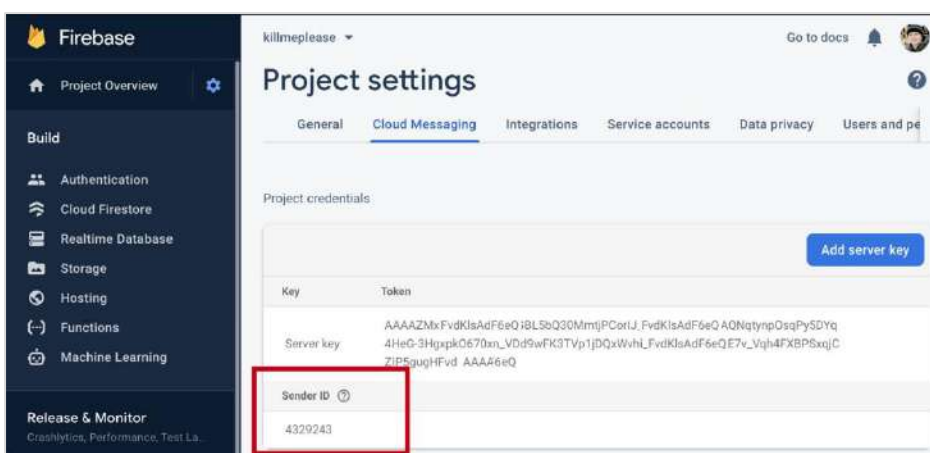 Firebase
killmeplease
Go to docs
Project Overview
Project settings
General Cloud Messaging Integrations Service accounts Data privacy Users and pe
Build
Authentication
Cloud Firestore
Realtime Database
Storage
Hosting
Functions
Machine Learning
Project credentials
Add server key
Key Token
Server key
Sender ID
4329243
Release & Monitor
Crashlytics, Performance, Test La..